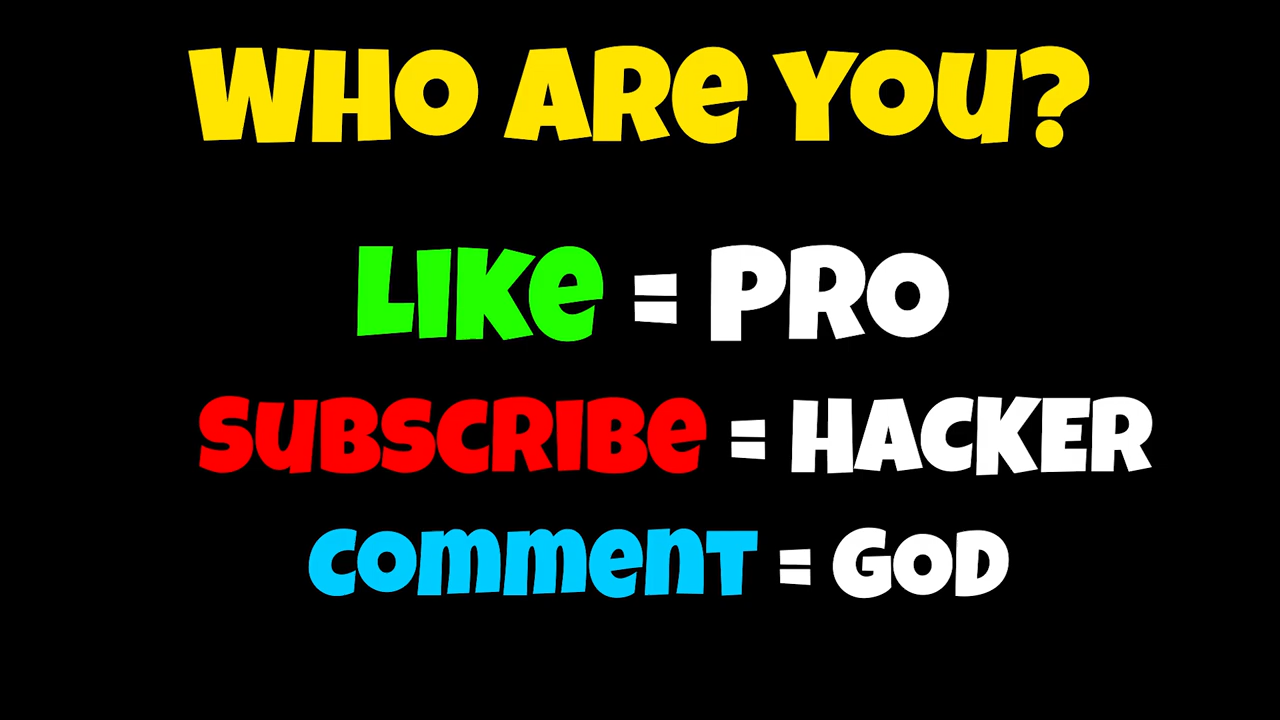 WHO ARe YOU?
LIKe = PRO
SUBSCRIBe = HACKER
COMMeNT = GOD